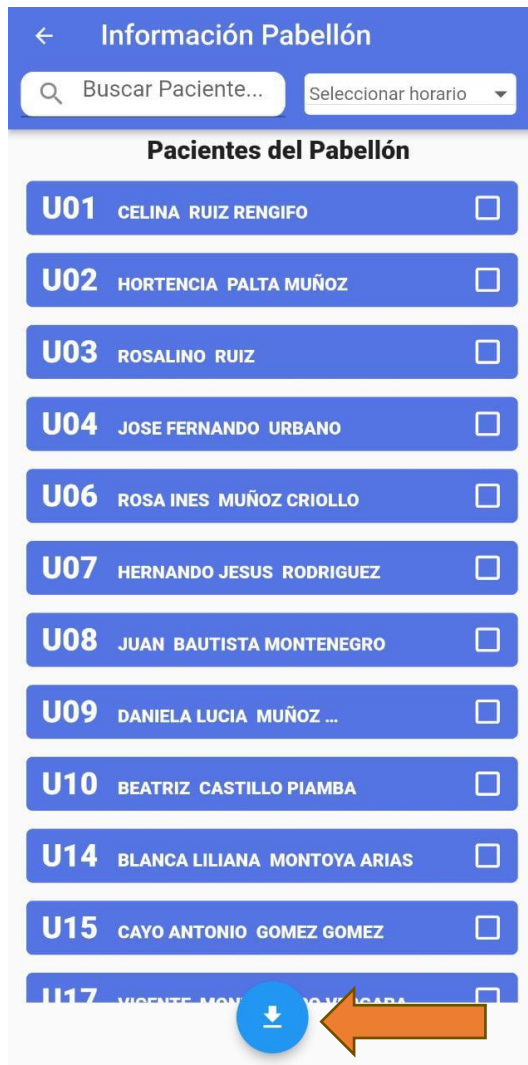 Información Pabellón
Buscar Paciente... Seleccionar horario
Pacientes del Pabellón
U01 CELINA RUIZ RENGIFO
U02 HORTENCIA PALTA MUÑOZ
U03 ROSALINO RUIZ
U04 JOSE FERNANDO URBANO
U06 ROSA INES MUÑOZ CRIOLLO
U07 HERNANDO JESUS RODRIGUEZ
U08 JUAN BAUTISTA MONTENEGRO
U09 DANIELA LUCIA MUÑOZ ...
U10 BEATRIZ CASTILLO PIAMBA
U14 BLANCA LILIANA MONTOYA ARIAS
U15 CAYO ANTONIO GOMEZ GOMEZ
U17 VICENTE